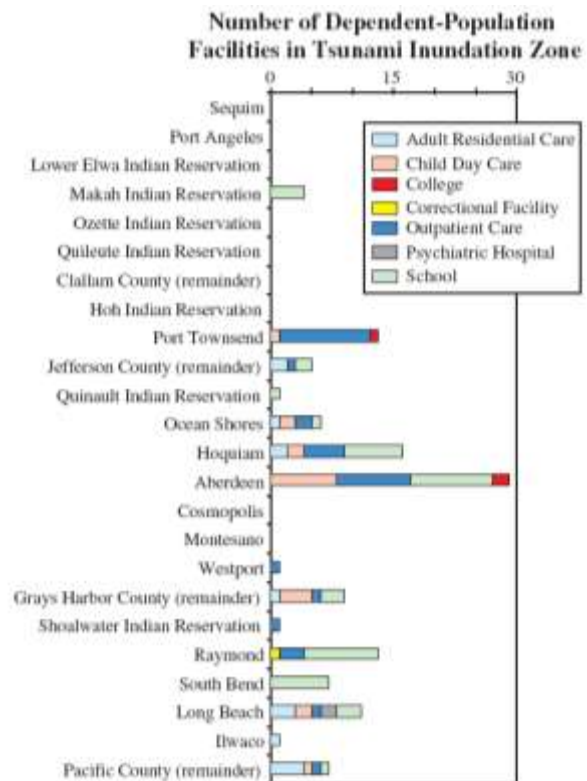 Number of Dependent-Population
Facilities in Tsunami Inundation Zone
0 15 30
Sequim
Port Angeles
Lower Elwa Indian Reservation
Makah Indian Reservation
Ozette Indian Reservation
Quileute Indian Reservation
Clallam County (remainder)
Hoh Indian Reservation
Port Townsend
Jefferson County (remainder)
Quinault Indian Reservation
Ocean Shores
Hoquiam
Aberdeen
Cosmopolis
Montesano
Westport
Grays Harbor County (remainder)
Shoalwater Indian Reservation
Raymond
South Bend
Long Beach
Ilwaco
Pacific County (remainder)
Adult Residential Care
Child Day Care
College
Correctional Facility
Outpatient Care
Psychiatric Hospital
School